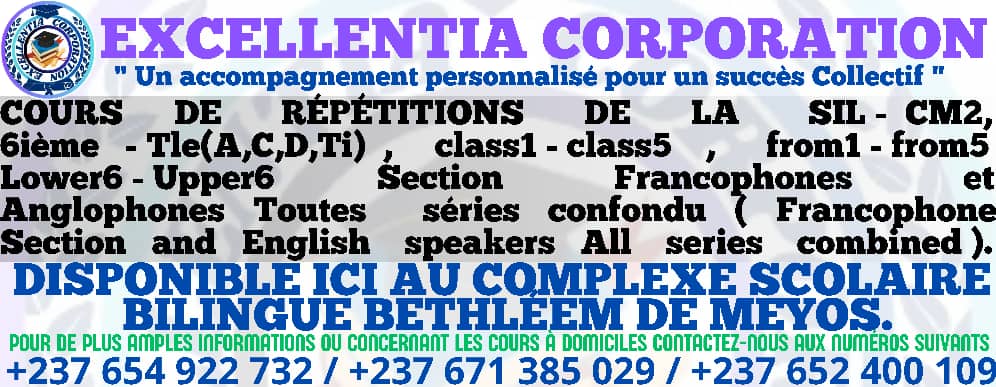 EXCELLENTIA CORPORATION
EXCELLENTIA CORPORATION
" Un accompagnement personnalisé pour un succès Collectif "
COURS DE RÉPÉTITIONS DE LA SIL - CM2,
6ième - Tle(A,C,D,Ti) , class1 - class5 , from1 - from5
Lower6 - Upper6 Section Francophones et
Anglophones Toutes séries confondu ( Francophone
Section and English speakers All series combined ).
DISPONIBLE ICI AU COMPLEXE SCOLAIRE
BILINGUE BETHLÉEM DE MEYOS.
POUR DE PLUS AMPLES INFORMATIONS OU CONCERNANT LES COURS À DOMICILES CONTACTEZ-NOUS AUX NUMÉROS SUIVANTS
+237 654 922 732 / +237 671 385 029 / +237 652 400 109